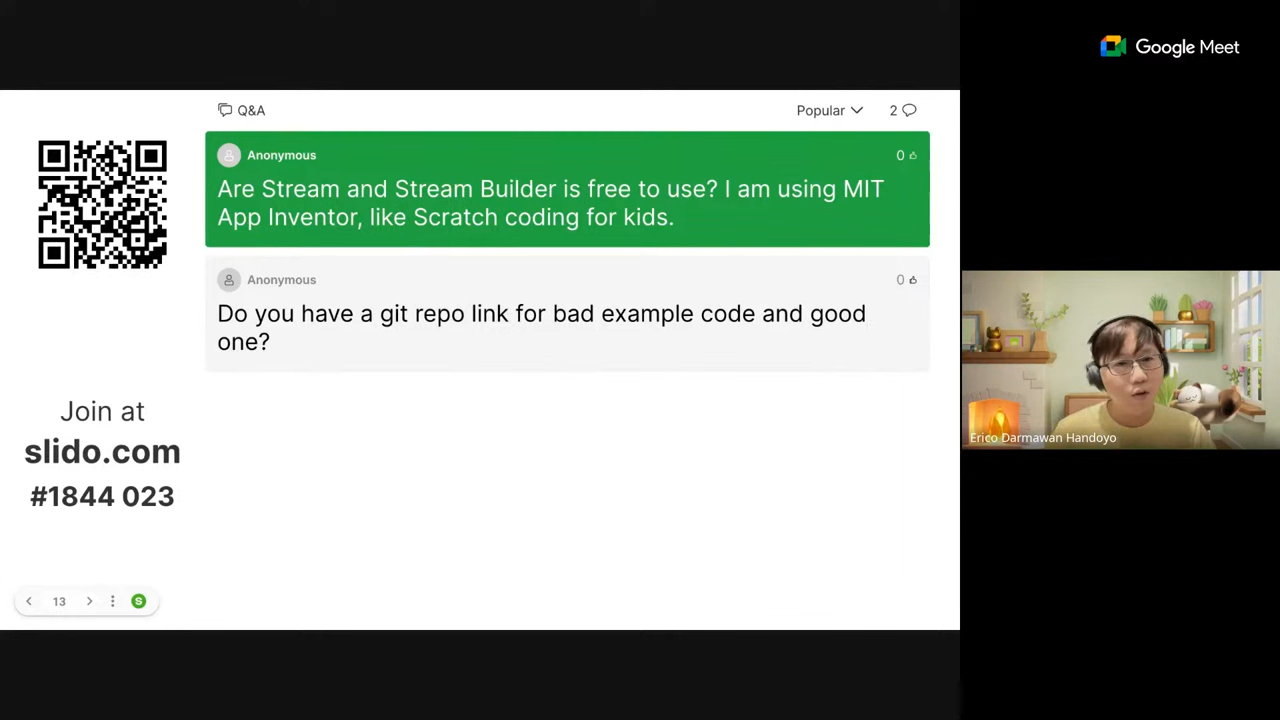 Google Meet
Q&A
Popular
2
Anonymous
0
Are Stream and Stream Builder is free to use? I am using MIT
App Inventor, like Scratch coding for kids.
Anonymous
0
Do you have a git repo link for bad example code and good
one?
Join at
slido.com
#1844 023
13
S
Erico Darmawan Handoyo